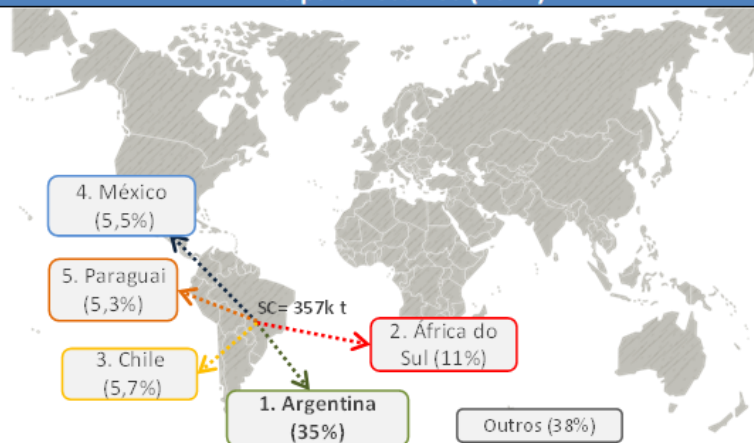 4. México
(5,5%)
5. Paraguai
(5,3%)
SC= 357k t
2. África do
Sul (11%)
3. Chile
(5,7%)
1. Argentina
(35%)
Outros (38%)